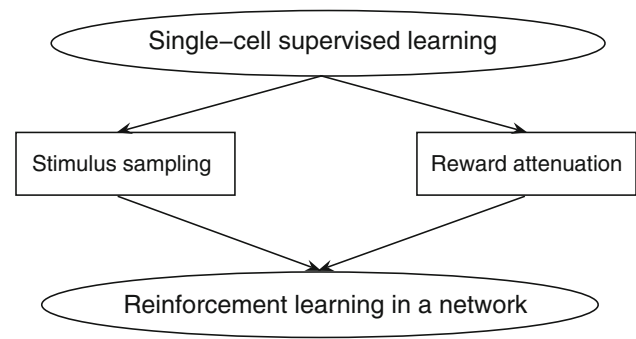 Single−cell supervised learning
Stimulus sampling
Reward attenuation
Reinforcement learning in a network